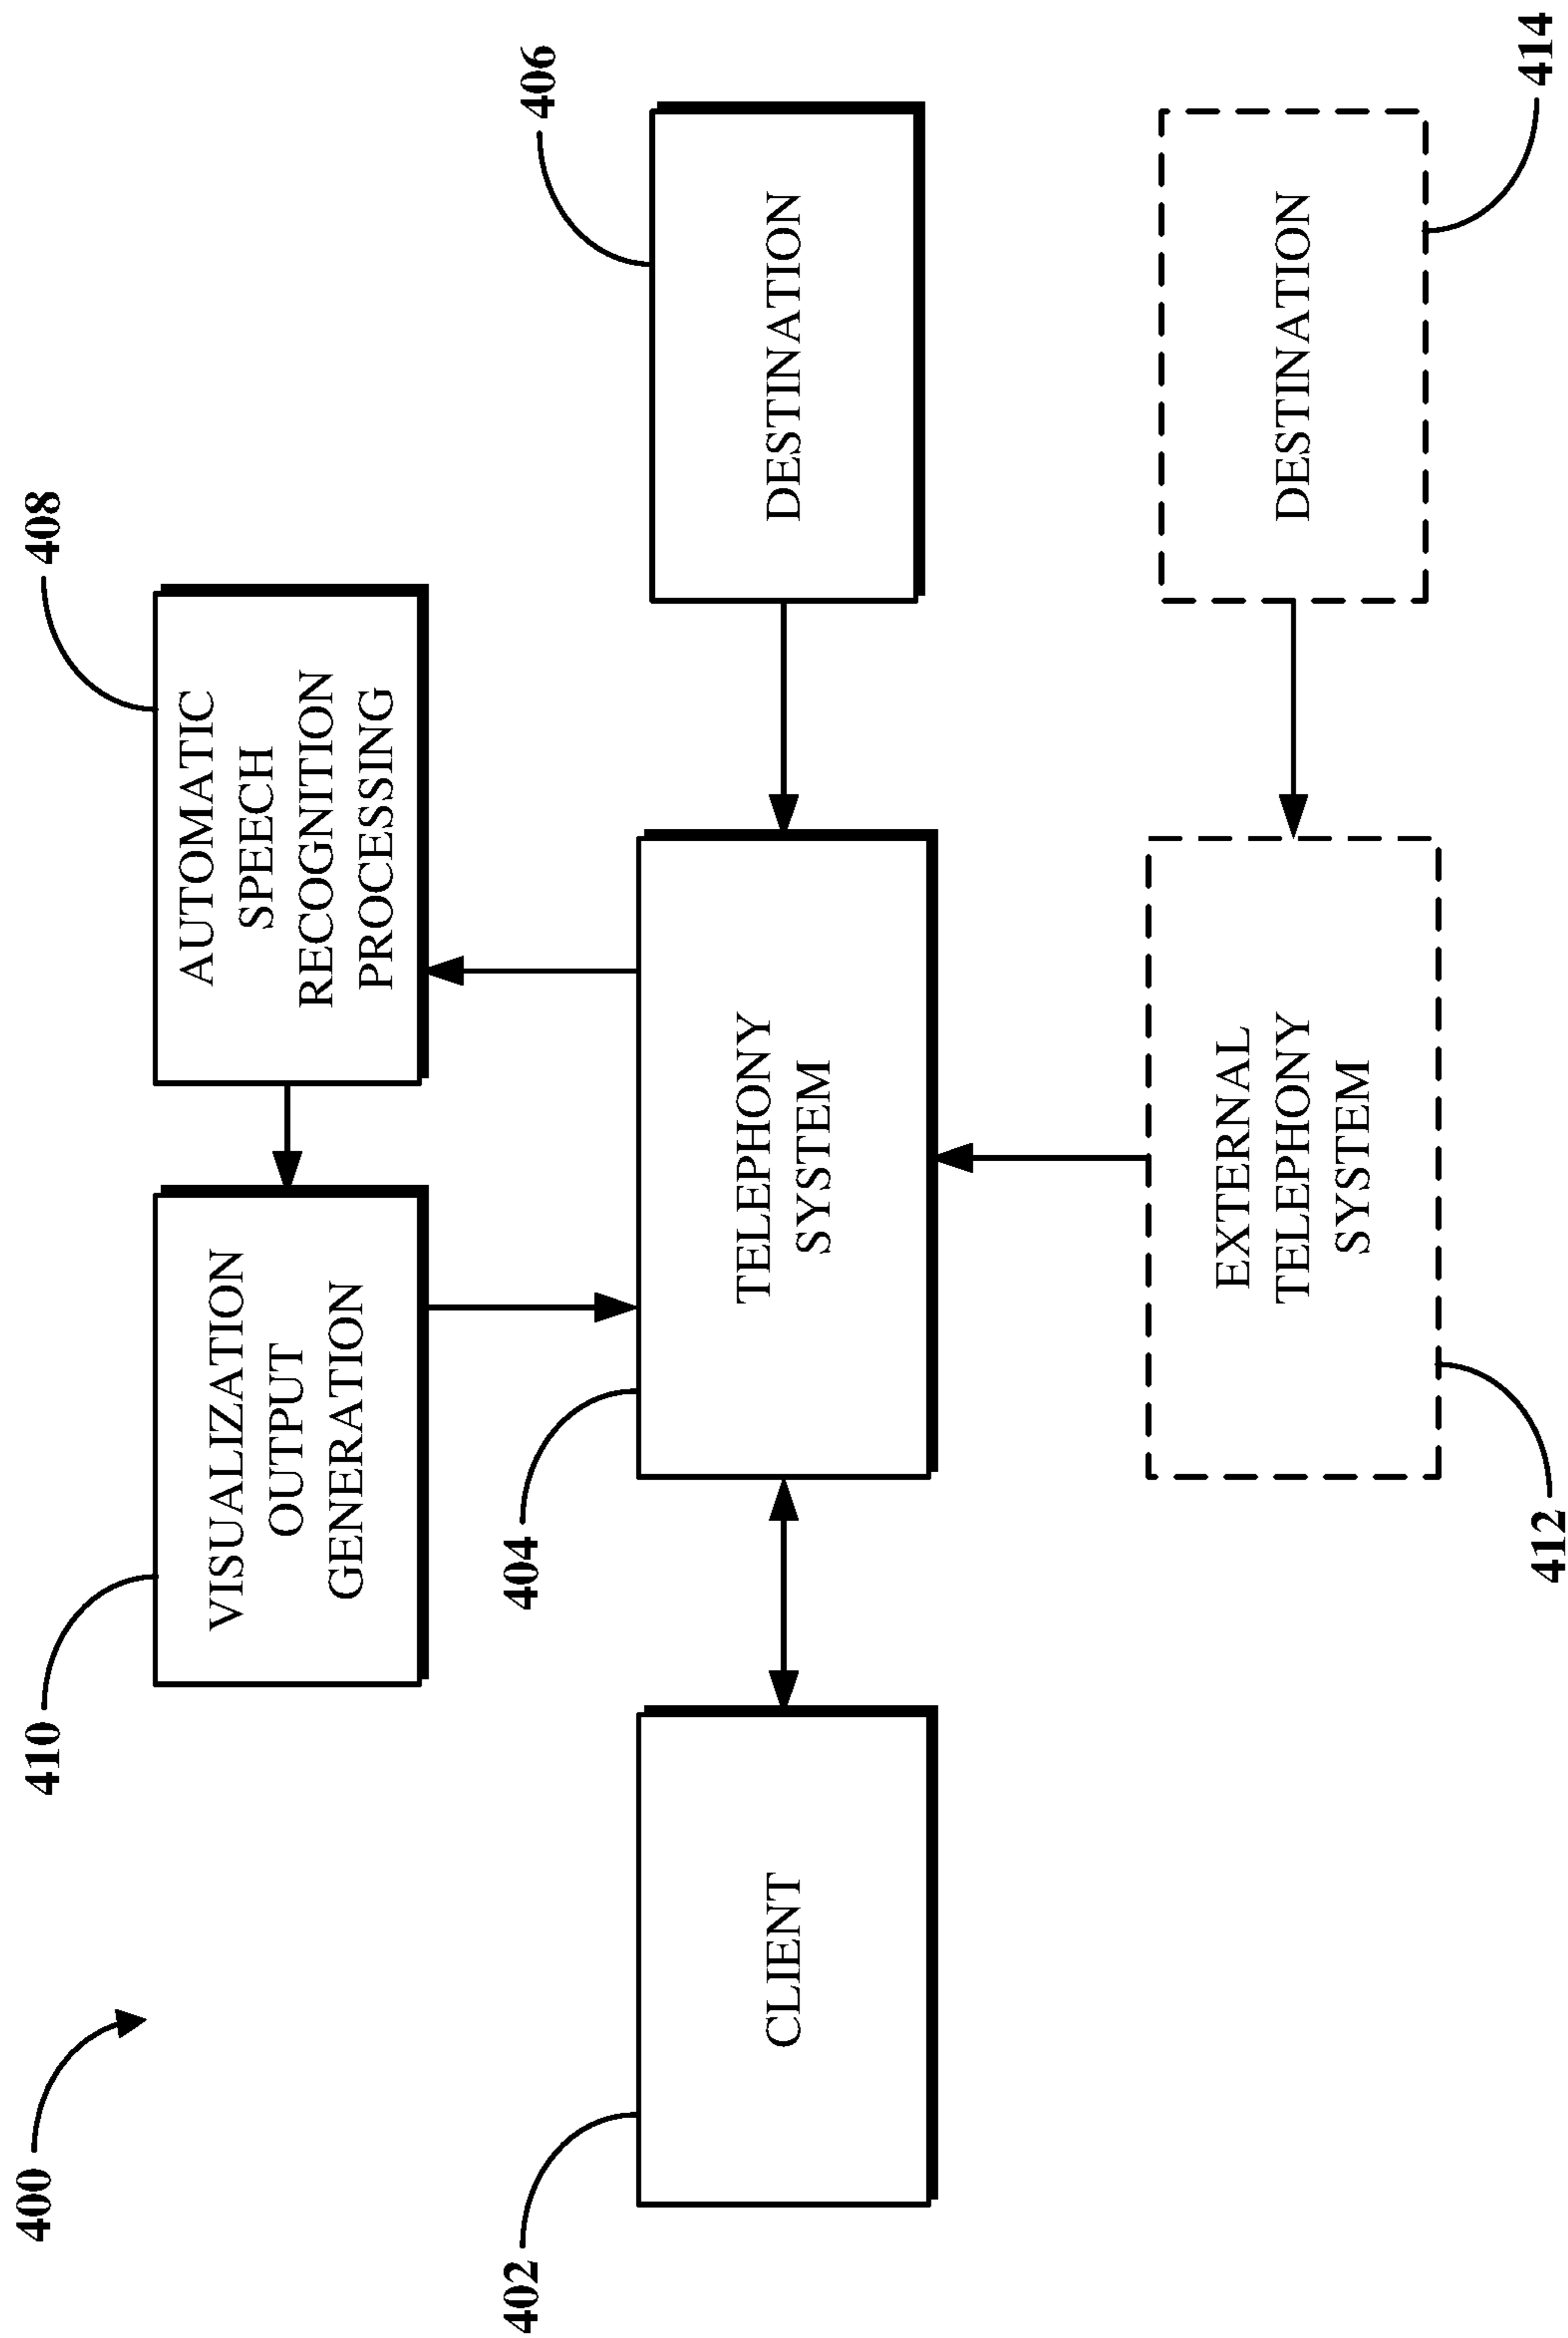 400
410
408
VISUALIZATION
OUTPUT
GENERATION
AUTOMATIC
SPEECH
RECOGNITION
PROCESSING
402
404
406
CLIENT
TELEPHONY
SYSTEM
DESTINATION
EXTERNAL
TELEPHONY
SYSTEM
DESTINATION
412
414